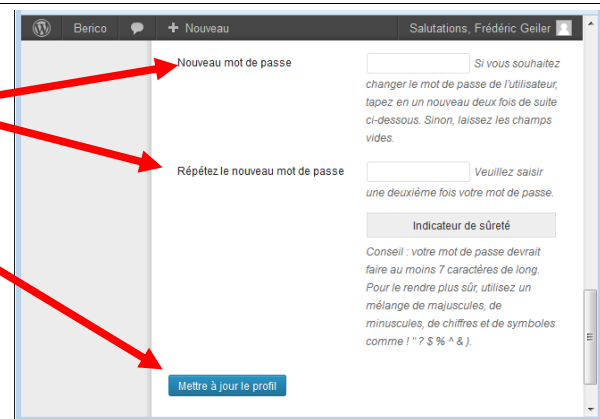 Berico + Nouveau Salutations, Frédéric Geiler
Nouveau mot de passe Si vous souhaitez
changer le mot de passe de l'utilisateur,
tapez en un nouveau deux fois de suite
ci-dessous. Sinon, laissez les champs
vides.
Répétez le nouveau mot de passe Veuillez saisir
une deuxième fois votre mot de passe.
Indicateur de sûreté
Conseil : votre mot de passe devrait
faire au moins 7 caractères de long.
Pour le rendre plus sûr, utilisez un
mélange de majuscules, de
minuscules, de chiffres et de symboles
comme ! " ? $ % ^ & ).
Mettre à jour le profil